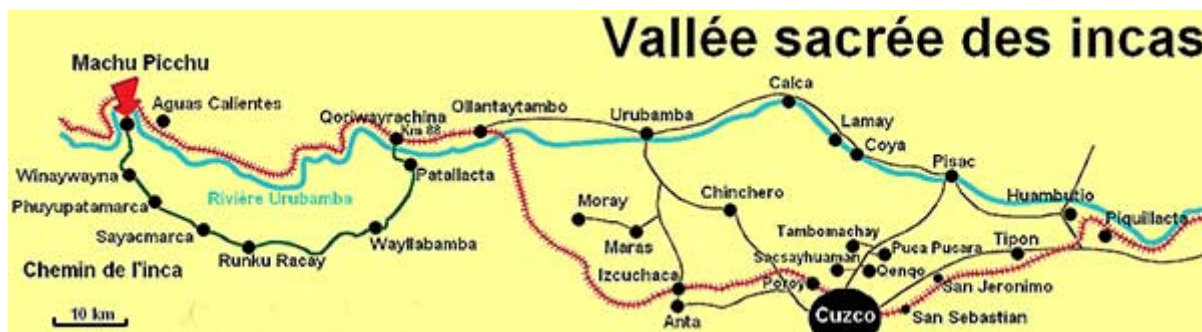 Vallée sacrée des incas
Machu Picchu
Aguas Calientes
Qoriwayrachina
Km 88
Ollantaytambo
Urubamba
Calca
Lamay
Coya
Pisac
Huambutio
Piquillacta
Winaywayna
Phuyupatamarca
Sayacmarca
Runku Racay
Wayllabamba
Patallacta
Rivière Urubamba
Chemin de l'inca
10 km
Moray
Maras
Chinchero
Tambomachay
Puca Pucara
Sacsayhuaman
Qenqo
Tipon
Izcuchaca
Poroy
Anta
Cuzco
San Jeronimo
San Sebastian